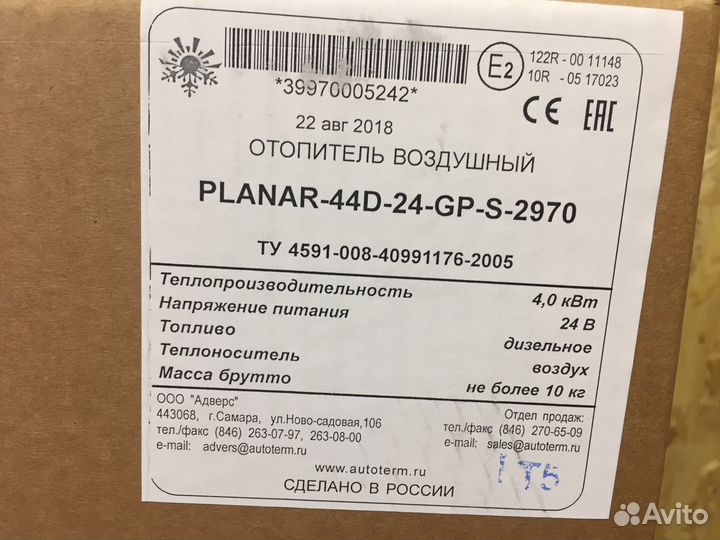 *39970005242*
E2
122R - 00 11148
10R - 05 17023
CE EAC
22 авг 2018
ОТОПИТЕЛЬ ВОЗДУШНЫЙ
PLANAR-44D-24-GP-S-2970
ТУ 4591-008-40991176-2005
Теплопроизводительность 4,0 кВт
Напряжение питания 24 В
Топливо дизельное
Теплоноситель воздух
Масса брутто не более 10 кг
ООО "Адверс"
443068, г.Самара, ул.Ново-садовая,106
тел./факс (846) 263-07-97, 263-08-00
e-mail: advers@autoterm.ru
Отдел продаж:
тел./факс (846) 270-65-09
e-mail: sales@autoterm.ru
www.autoterm.ru
СДЕЛАНО В РОССИИ
1T5
Avito